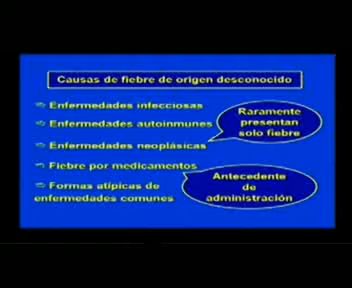 Causas de fiebre de origen desconocido
Enfermedades infecciosas
Enfermedades autoinmunes
Enfermedades neoplásicas
Fiebre por medicamentos
Formas atípicas de
enfermedades comunes
Raramente
presentan
solo fiebre
Antecedente
de
administración